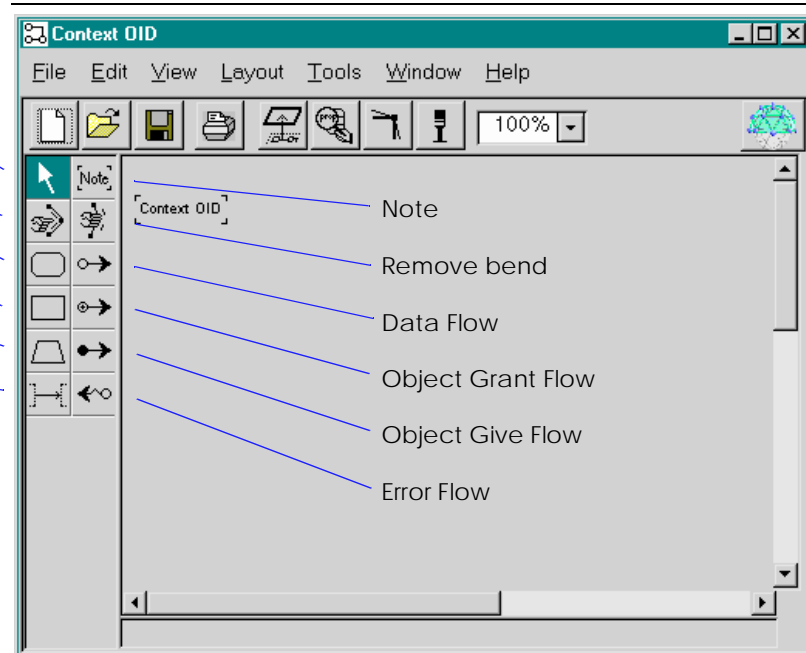 Context OID
File Edit View Layout Tools Window Help
100%
[Note]
Context OID
Note
Remove bend
Data Flow
Object Grant Flow
Object Give Flow
Error Flow